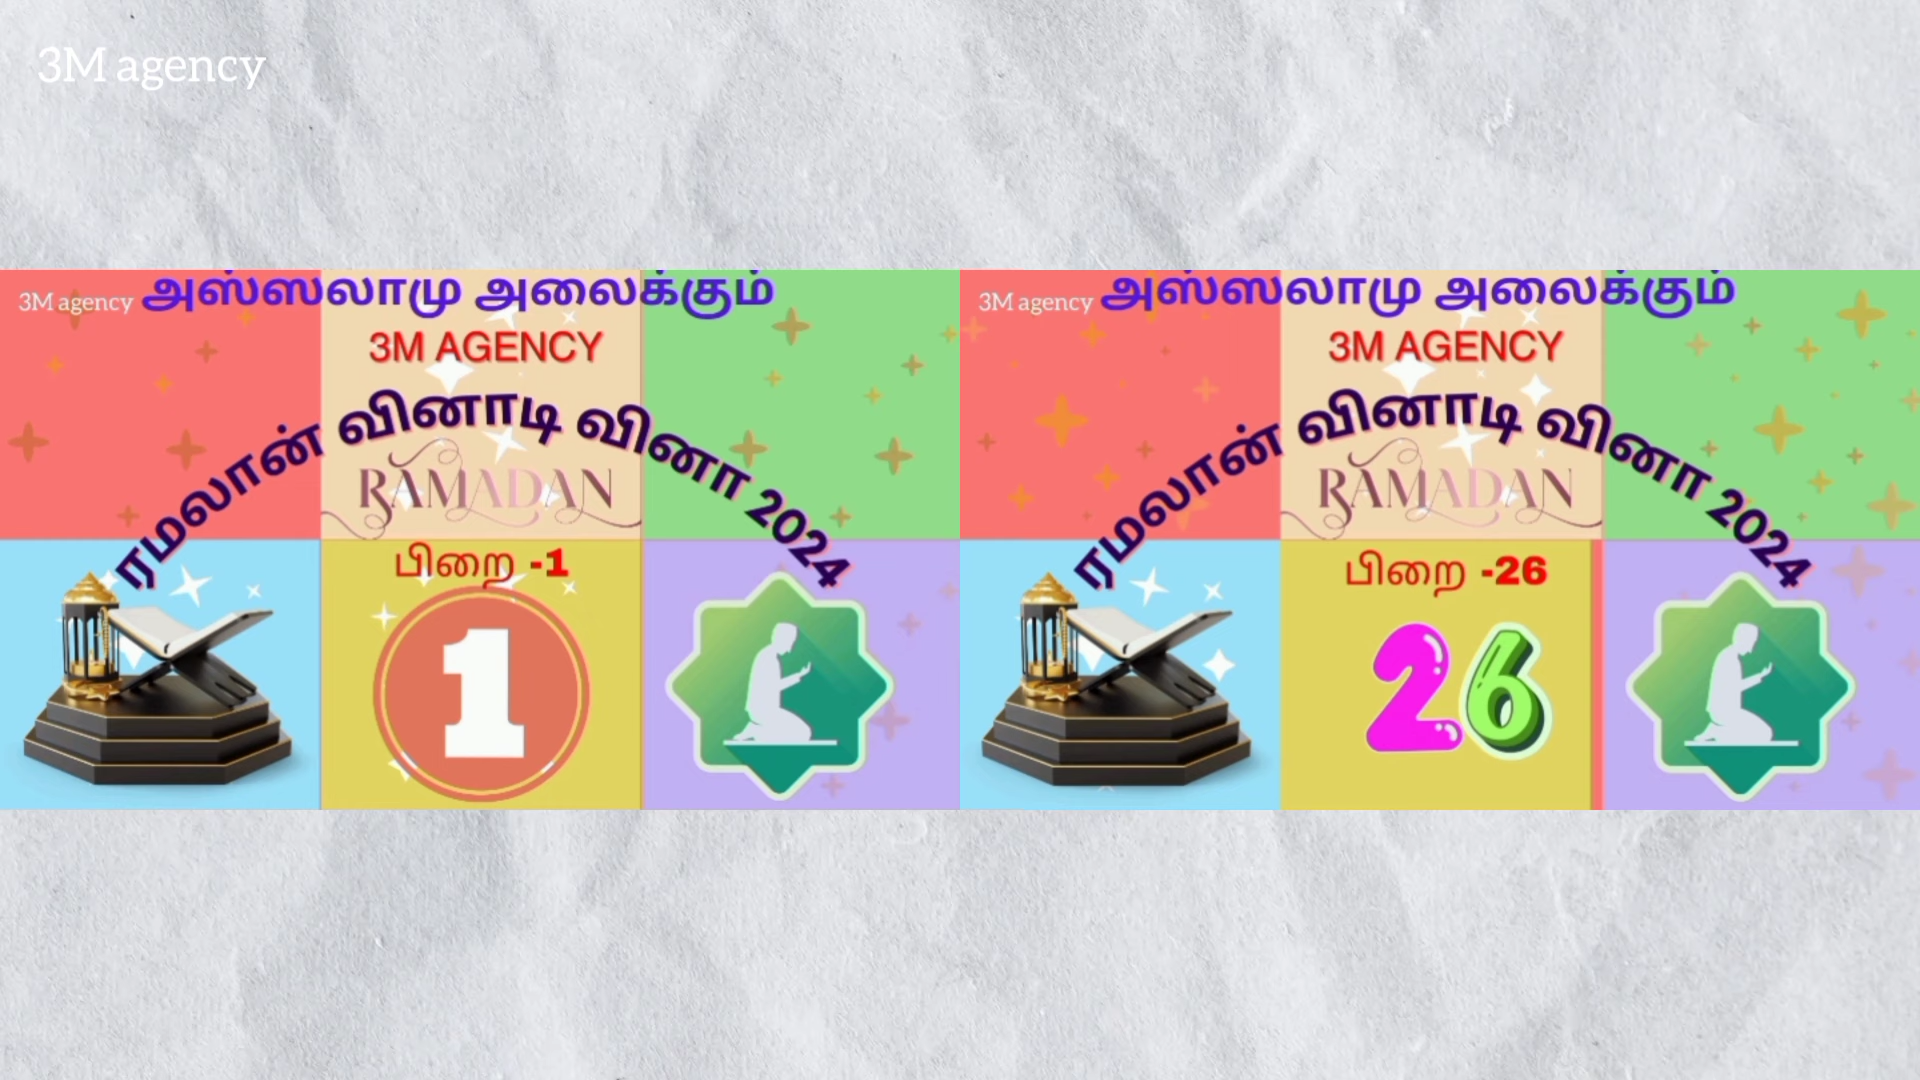 3M agency
3M agency
அஸ்ஸலாமு அலைக்கும்
3M AGENCY
ரமலான் வினாடி வினா 2024
RAMADAN
பிறை -1
1
3M agency
அஸ்ஸலாமு அலைக்கும்
3M AGENCY
ரமலான் வினாடி வினா 2024
RAMADAN
பிறை -26
26